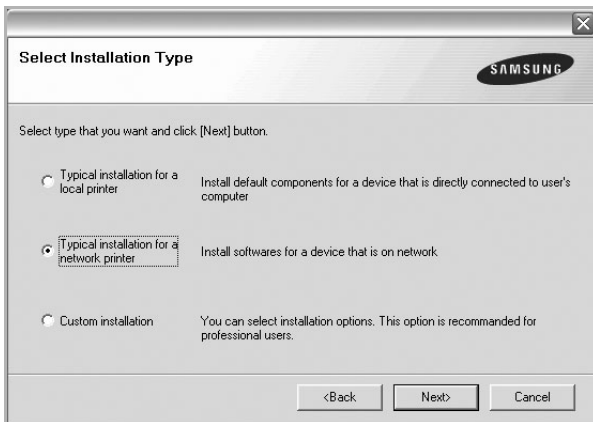 Select Installation Type
SAMSUNG
Select type that you want and click [Next] button.
Typical installation for a
local printer
Install default components for a device that is directly connected to user's
computer
Typical installation for a
network printer
Install softwares for a device that is on network
Custom installation
You can select installation options. This option is recommanded for
professional users.
<Back
Next>
Cancel